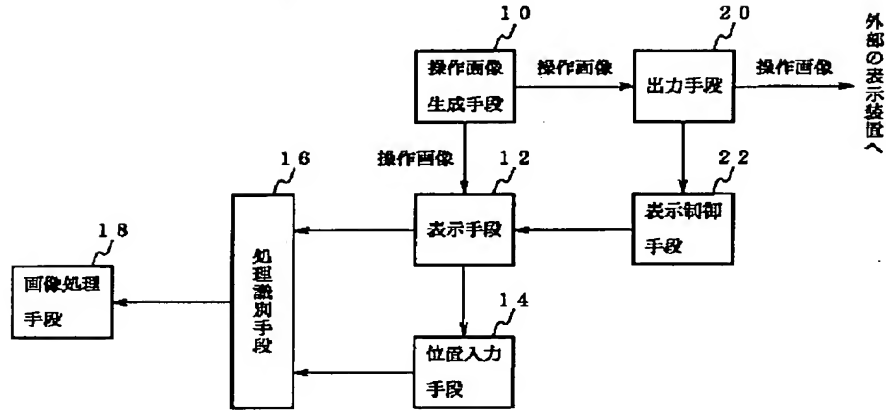 10
操作画像
生成手段
操作画像
20
出力手段
操作画像
外部の表示装置へ
操作画像
12
表示手段
22
表示制御
手段
16
処理識別手段
18
画像処理
手段
14
位置入力
手段